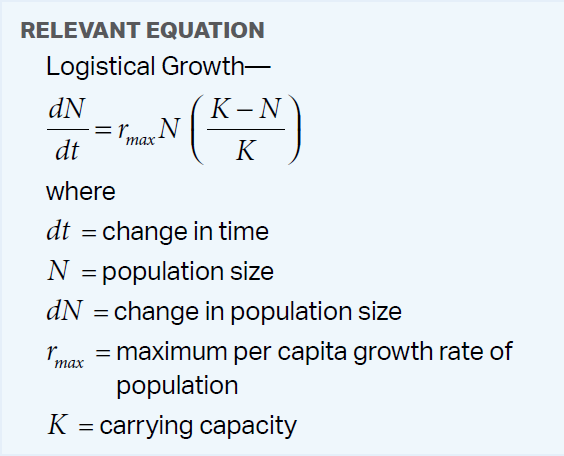 RELEVANT EQUATION
Logistical Growth—
dN/dt = r_max N ( (K – N) / K )
where
dt = change in time
N = population size
dN = change in population size
r_max = maximum per capita growth rate of
population
K = carrying capacity